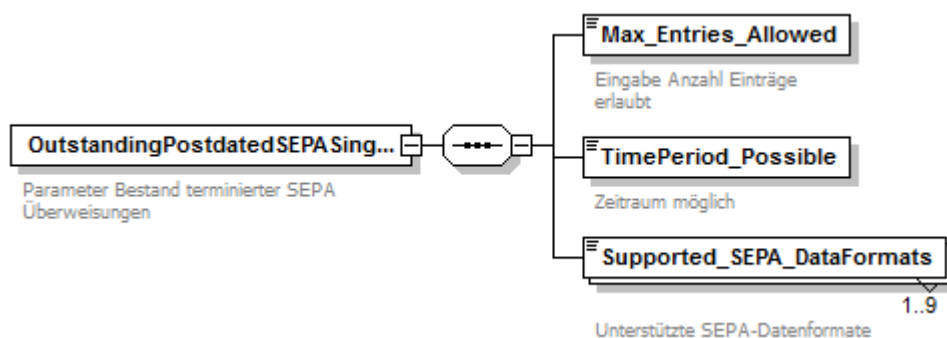 Max_Entries_Allowed
Eingabe Anzahl Einträge
erlaubt
OutstandingPostdatedSEPASing...
Parameter Bestand terminierter SEPA
Überweisungen
TimePeriod_Possible
Zeitraum möglich
Supported_SEPA_DataFormats
1..9
Unterstützte SEPA-Datenformate